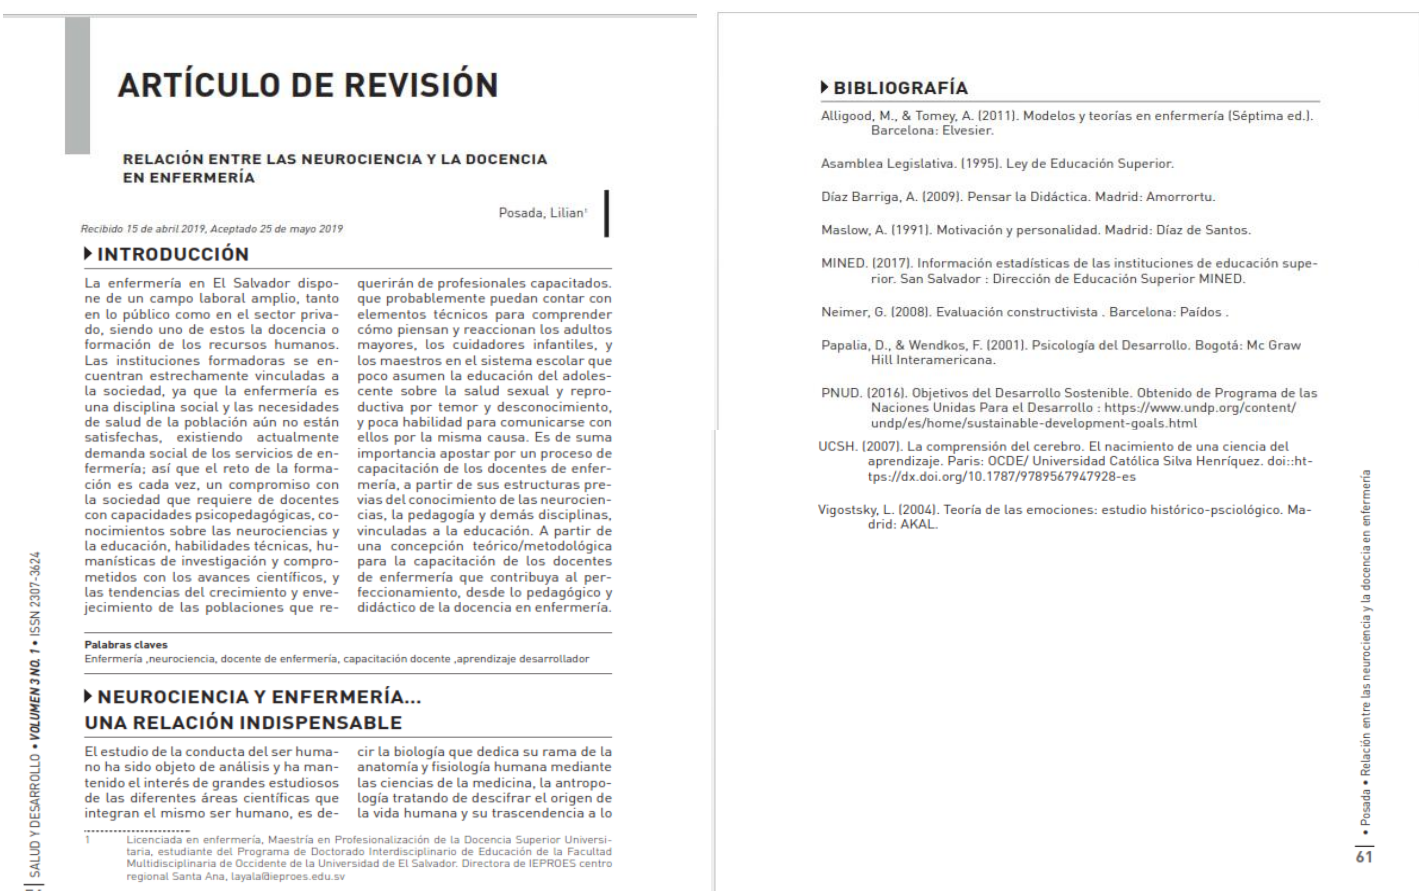 ARTÍCULO DE REVISIÓN
RELACIÓN ENTRE LAS NEUROCIENCIA Y LA DOCENCIA
EN ENFERMERÍA
Posada, Lilian¹
Recibido 15 de abril 2019, Aceptado 25 de mayo 2019
INTRODUCCIÓN
La enfermería en El Salvador dispo-
ne de un campo laboral amplio, tanto
en lo público como en el sector priva-
do, siendo uno de estos la docencia o
formación de los recursos humanos.
Las instituciones formadoras se en-
cuentran estrechamente vinculadas a
la sociedad, ya que la enfermería es
una disciplina social y las necesidades
de salud de la población aún no están
satisfechas, existiendo actualmente
demanda social de los servicios de en-
fermería; así que el reto de la forma-
ción es cada vez, un compromiso con
la sociedad que requiere de docentes
con capacidades psicopedagógicas, co-
nocimientos sobre las neurociencias y
la educación, habilidades técnicas, hu-
manísticas de investigación y compro-
metidos con los avances científicos, y
las tendencias del crecimiento y enve-
jecimiento de las poblaciones que re-
querirán de profesionales capacitados.
que probablemente puedan contar con
elementos técnicos para comprender
cómo piensan y reaccionan los adultos
mayores, los cuidadores infantiles, y
los maestros en el sistema escolar que
poco asumen la educación del adoles-
cente sobre la salud sexual y repro-
ductiva por temor y desconocimiento,
y poca habilidad para comunicarse con
ellos por la misma causa. Es de suma
importancia apostar por un proceso de
capacitación de los docentes de enfer-
mería, a partir de sus estructuras pre-
vias del conocimiento de las neurocien-
cias, la pedagogía y demás disciplinas,
vinculadas a la educación. A partir de
una concepción teórico/metodológica
para la capacitación de los docentes
de enfermería que contribuya al per-
feccionamiento, desde lo pedagógico y
didáctico de la docencia en enfermería.
Palabras claves
Enfermería ,neurociencia, docente de enfermería, capacitación docente ,aprendizaje desarrollador
NEUROCIENCIA Y ENFERMERÍA...
UNA RELACIÓN INDISPENSABLE
El estudio de la conducta del ser huma-
no ha sido objeto de análisis y ha man-
tenido el interés de grandes estudiosos
de las diferentes áreas científicas que
integran el mismo ser humano, es de-
cir la biología que dedica su rama de la
anatomía y fisiología humana mediante
las ciencias de la medicina, la antropo-
logía tratando de descifrar el origen de
la vida humana y su trascendencia a lo
1 Licenciada en enfermería, Maestría en Profesionalización de la Docencia Superior Universi-
taria, estudiante del Programa de Doctorado Interdisciplinario de Educación de la Facultad
Multidisciplinaria de Occidente de la Universidad de El Salvador. Directora de IEPROES centro
regional Santa Ana, layala@ieproes.edu.sv
SALUD Y DESARROLLO • VOLUMEN 3 NO. 1 • ISSN 2307-3624
BIBLIOGRAFÍA
Alligood, M., & Tomey, A. (2011). Modelos y teorías en enfermería (Séptima ed.).
Barcelona: Elvesier.
Asamblea Legislativa. (1995). Ley de Educación Superior.
Díaz Barriga, A. (2009). Pensar la Didáctica. Madrid: Amorrortu.
Maslow, A. (1991). Motivación y personalidad. Madrid: Díaz de Santos.
MINED. (2017). Información estadísticas de las instituciones de educación supe-
rior. San Salvador : Dirección de Educación Superior MINED.
Neimer, G. (2008). Evaluación constructivista . Barcelona: Paídos .
Papalia, D., & Wendkos, F. (2001). Psicología del Desarrollo. Bogotá: Mc Graw
Hill Interamericana.
PNUD. (2016). Objetivos del Desarrollo Sostenible. Obtenido de Programa de las
Naciones Unidas Para el Desarrollo : https://www.undp.org/content/
undp/es/home/sustainable-development-goals.html
UCSH. (2007). La comprensión del cerebro. El nacimiento de una ciencia del
aprendizaje. Paris: OCDE/ Universidad Católica Silva Henríquez. doi::ht-
tps://dx.doi.org/10.1787/9789567947928-es
Vigostsky, L. (2004). Teoría de las emociones: estudio histórico-psciológico. Ma-
drid: AKAL.
• Posada • Relación entre las neurociencia y la docencia en enfermería
61